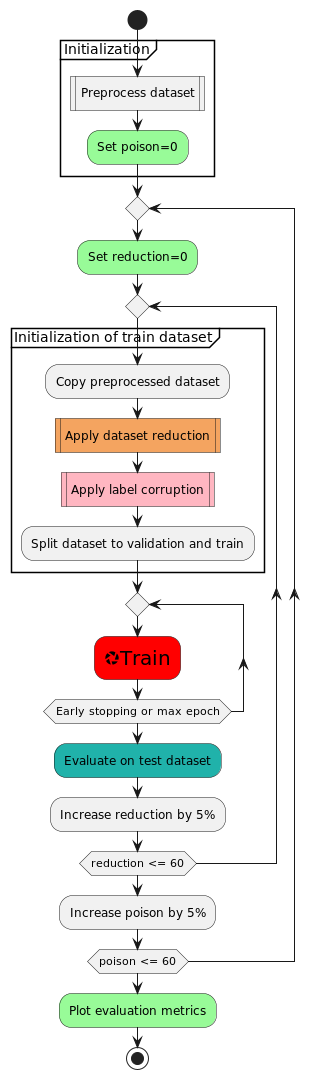 Initialization
Preprocess dataset
Set poison=0
Set reduction=0
Initialization of train dataset
Copy preprocessed dataset
Apply dataset reduction
Apply label corruption
Split dataset to validation and train
Train
Early stopping or max epoch
Evaluate on test dataset
Increase reduction by 5%
reduction <= 60
Increase poison by 5%
poison <= 60
Plot evaluation metrics